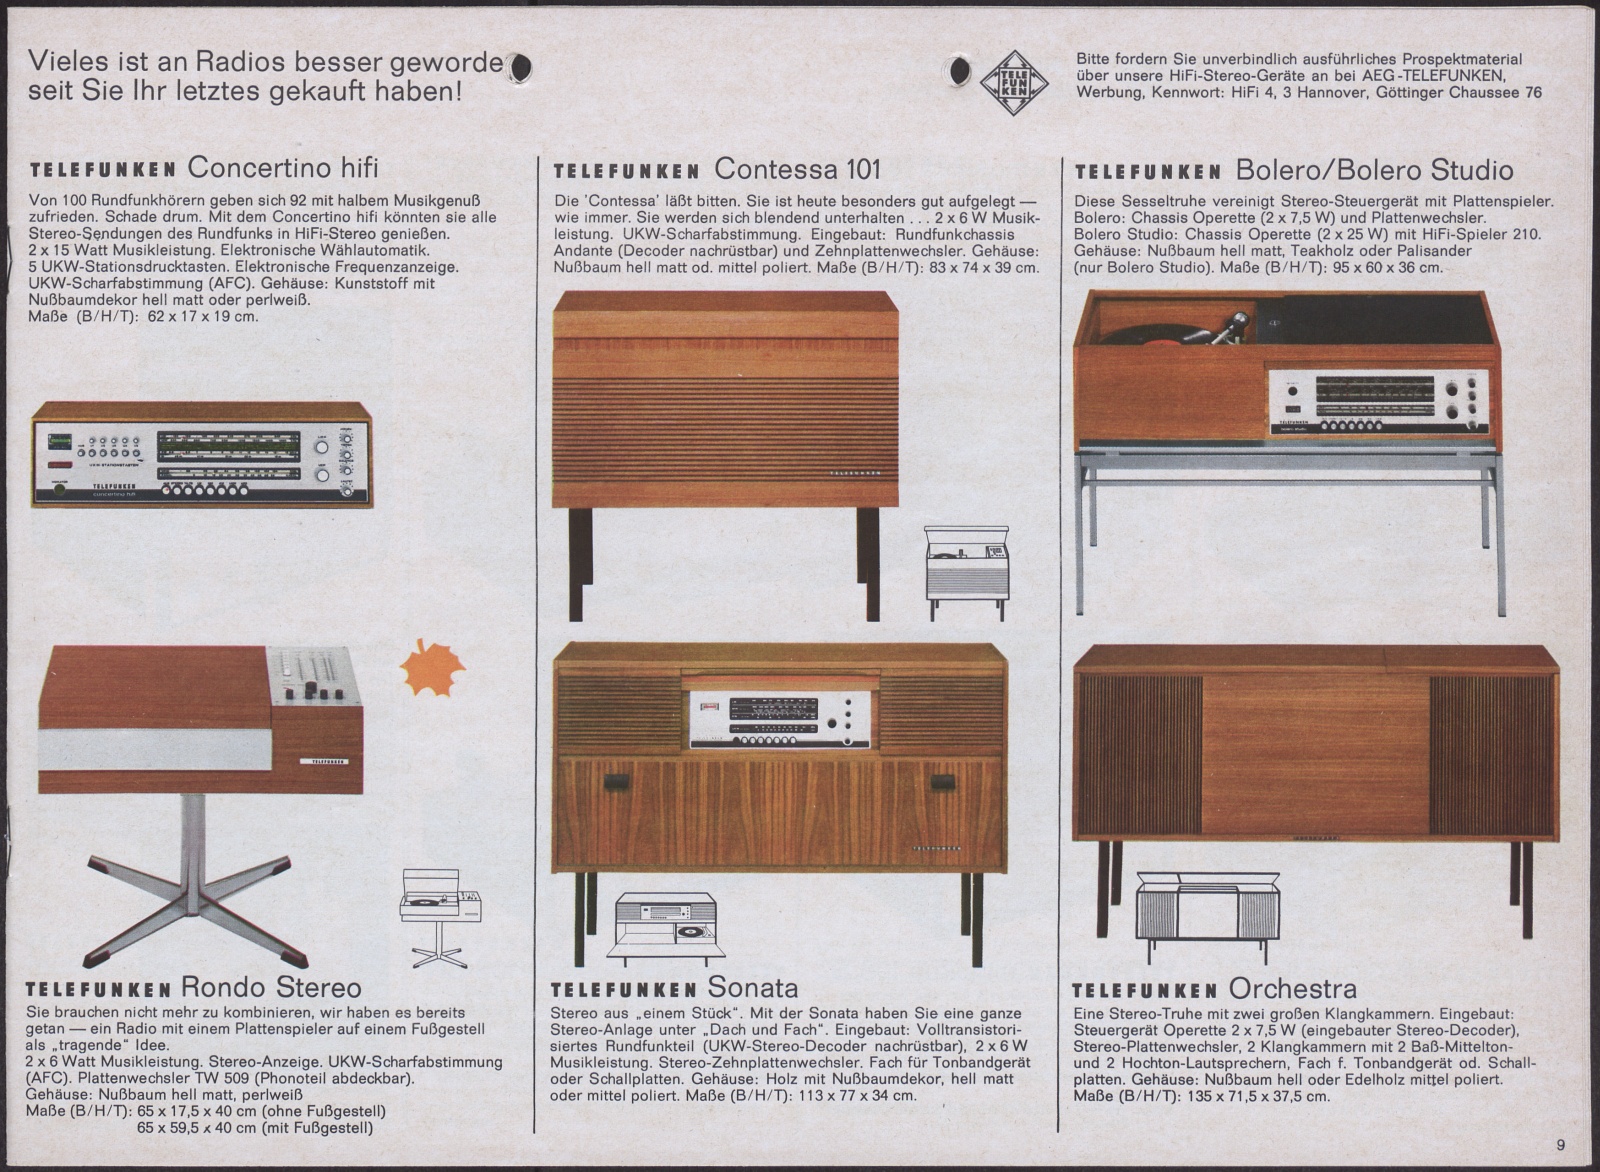 Vieles ist an Radios besser geworde
seit Sie Ihr letztes gekauft haben!
TELE
FUN
KEN
Bitte fordern Sie unverbindlich ausführliches Prospektmaterial
über unsere HiFi-Stereo-Geräte an bei AEG-TELEFUNKEN,
Werbung, Kennwort: HiFi 4, 3 Hannover, Göttinger Chaussee 76
TELEFUNKEN Concertino hifi
Von 100 Rundfunkhörern geben sich 92 mit halbem Musikgenuß
zufrieden. Schade drum. Mit dem Concertino hifi könnten sie alle
Stereo-Sendungen des Rundfunks in HiFi-Stereo genießen.
2 x 15 Watt Musikleistung. Elektronische Wählautomatik.
5 UKW-Stationsdrucktasten. Elektronische Frequenzanzeige.
UKW-Scharfabstimmung (AFC). Gehäuse: Kunststoff mit
Nußbaumdekor hell matt oder perlweiß.
Maße (B/H/T): 62 x 17 x 19 cm.
UKW-STATIONSTASTEN
TELEFUNKEN
concertino hifi
TELEFUNKEN
TELEFUNKEN Rondo Stereo
Sie brauchen nicht mehr zu kombinieren, wir haben es bereits
getan — ein Radio mit einem Plattenspieler auf einem Fußgestell
als „tragende" Idee.
2 x 6 Watt Musikleistung. Stereo-Anzeige. UKW-Scharfabstimmung
(AFC). Plattenwechsler TW 509 (Phonoteil abdeckbar).
Gehäuse: Nußbaum hell matt, perlweiß
Maße (B/H/T): 65 x 17,5 x 40 cm (ohne Fußgestell)
65 x 59,5 x 40 cm (mit Fußgestell)
TELEFUNKEN Contessa 101
Die 'Contessa' läßt bitten. Sie ist heute besonders gut aufgelegt —
wie immer. Sie werden sich blendend unterhalten . . . 2 x 6 W Musik-
leistung. UKW-Scharfabstimmung. Eingebaut: Rundfunkchassis
Andante (Decoder nachrüstbar) und Zehnplattenwechsler. Gehäuse:
Nußbaum hell matt od. mittel poliert. Maße (B/H/T): 83 x 74 x 39 cm.
TELEFUNKEN
TELEFUNKEN
TELEFUNKEN Sonata
Stereo aus „einem Stück". Mit der Sonata haben Sie eine ganze
Stereo-Anlage unter „Dach und Fach". Eingebaut: Volltransistori-
siertes Rundfunkteil (UKW-Stereo-Decoder nachrüstbar), 2 x 6 W
Musikleistung. Stereo-Zehnplattenwechsler. Fach für Tonbandgerät
oder Schallplatten. Gehäuse: Holz mit Nußbaumdekor, hell matt
oder mittel poliert. Maße (B/H/T): 113 x 77 x 34 cm.
TELEFUNKEN Bolero/Bolero Studio
Diese Sesseltruhe vereinigt Stereo-Steuergerät mit Plattenspieler.
Bolero: Chassis Operette (2 x 7,5 W) und Plattenwechsler.
Bolero Studio: Chassis Operette (2 x 25 W) mit HiFi-Spieler 210.
Gehäuse: Nußbaum hell matt, Teakholz oder Palisander
(nur Bolero Studio). Maße (B/H/T): 95 x 60 x 36 cm.
TELEFUNKEN
TELEFUNKEN Orchestra
Eine Stereo-Truhe mit zwei großen Klangkammern. Eingebaut:
Steuergerät Operette 2 x 7,5 W (eingebauter Stereo-Decoder),
Stereo-Plattenwechsler, 2 Klangkammern mit 2 Baß-Mittelton-
und 2 Hochton-Lautsprechern, Fach f. Tonbandgerät od. Schall-
platten. Gehäuse: Nußbaum hell oder Edelholz mittel poliert.
Maße (B/H/T): 135 x 71,5 x 37,5 cm.
9